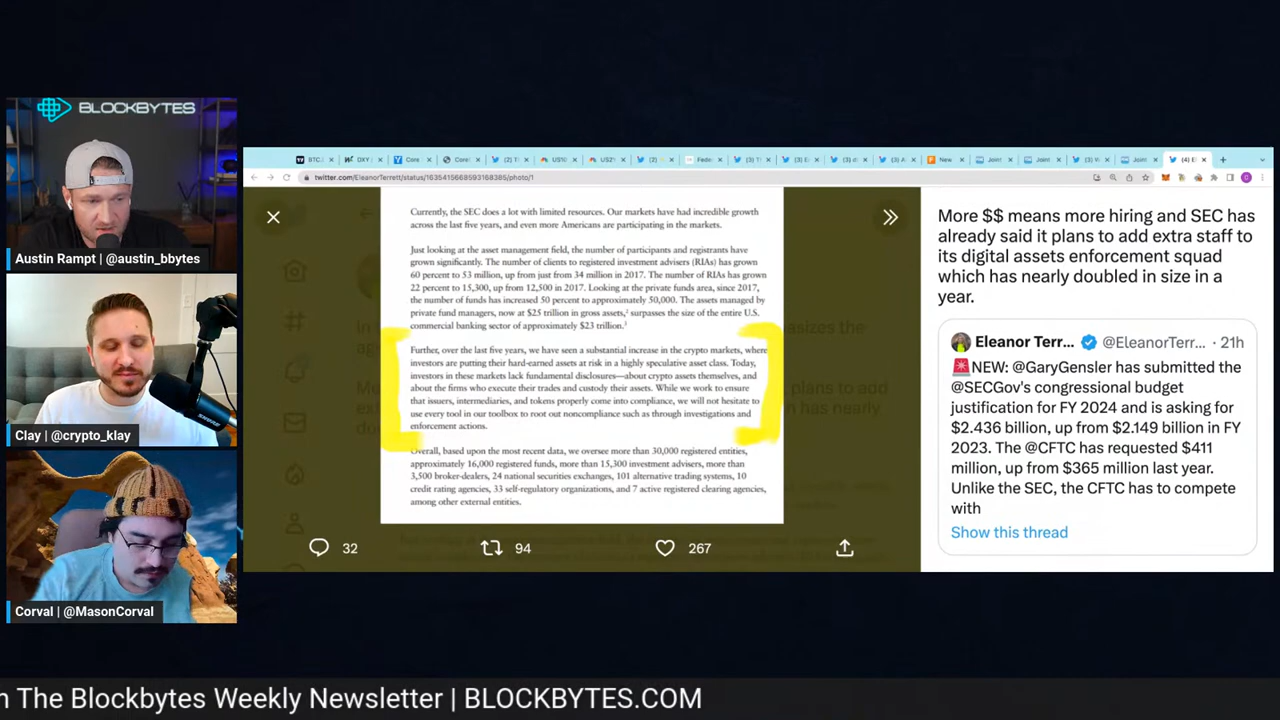 BLOCKBYTES
Austin Rampt | @austin_bbytes
Clay | @crypto_klay
Corval | @MasonCorval
twitter.com/EleanorTerrett/status/1635415668593168385/photo/1
Currently, the SEC does a lot with limited resources. Our markets have had incredible growth
across the last five years, and even more Americans are participating in the markets.
Just looking at the asset management field, the number of participants and registrants have
grown significantly. The number of clients to registered investment advisers (RIAs) has grown
60 percent to 53 million, up from just from 34 million in 2017. The number of RIAs has grown
22 percent to 15,300, up from 12,500 in 2017. Looking at the private funds area, since 2017,
the number of funds has increased 50 percent to approximately 50,000. The assets managed by
private fund managers, now at $25 trillion in gross assets,² surpasses the size of the entire U.S.
commercial banking sector of approximately $23 trillion.³
Further, over the last five years, we have seen a substantial increase in the crypto markets, where
investors are putting their hard-earned assets at risk in a highly speculative asset class. Today,
investors in these markets lack fundamental disclosures—about crypto assets themselves, and
about the firms who execute their trades and custody their assets. While we work to ensure
that issuers, intermediaries, and tokens properly come into compliance, we will not hesitate to
use every tool in our toolbox to root out noncompliance such as through investigations and
enforcement actions.
Overall, based upon the most recent data, we oversee more than 30,000 registered entities,
approximately 16,000 registered funds, more than 15,300 investment advisers, more than
3,500 broker-dealers, 24 national securities exchanges, 101 alternative trading systems, 10
credit rating agencies, 33 self-regulatory organizations, and 7 active registered clearing agencies,
among other external entities.
32
94
267
More $$ means more hiring and SEC has
already said it plans to add extra staff to
its digital assets enforcement squad
which has nearly doubled in size in a
year.
Eleanor Terr... @EleanorTerr... · 21h
🚨NEW: @GaryGensler has submitted the
@SECGov's congressional budget
justification for FY 2024 and is asking for
$2.436 billion, up from $2.149 billion in FY
2023. The @CFTC has requested $411
million, up from $365 million last year.
Unlike the SEC, the CFTC has to compete
with
Show this thread
The Blockbytes Weekly Newsletter | BLOCKBYTES.COM